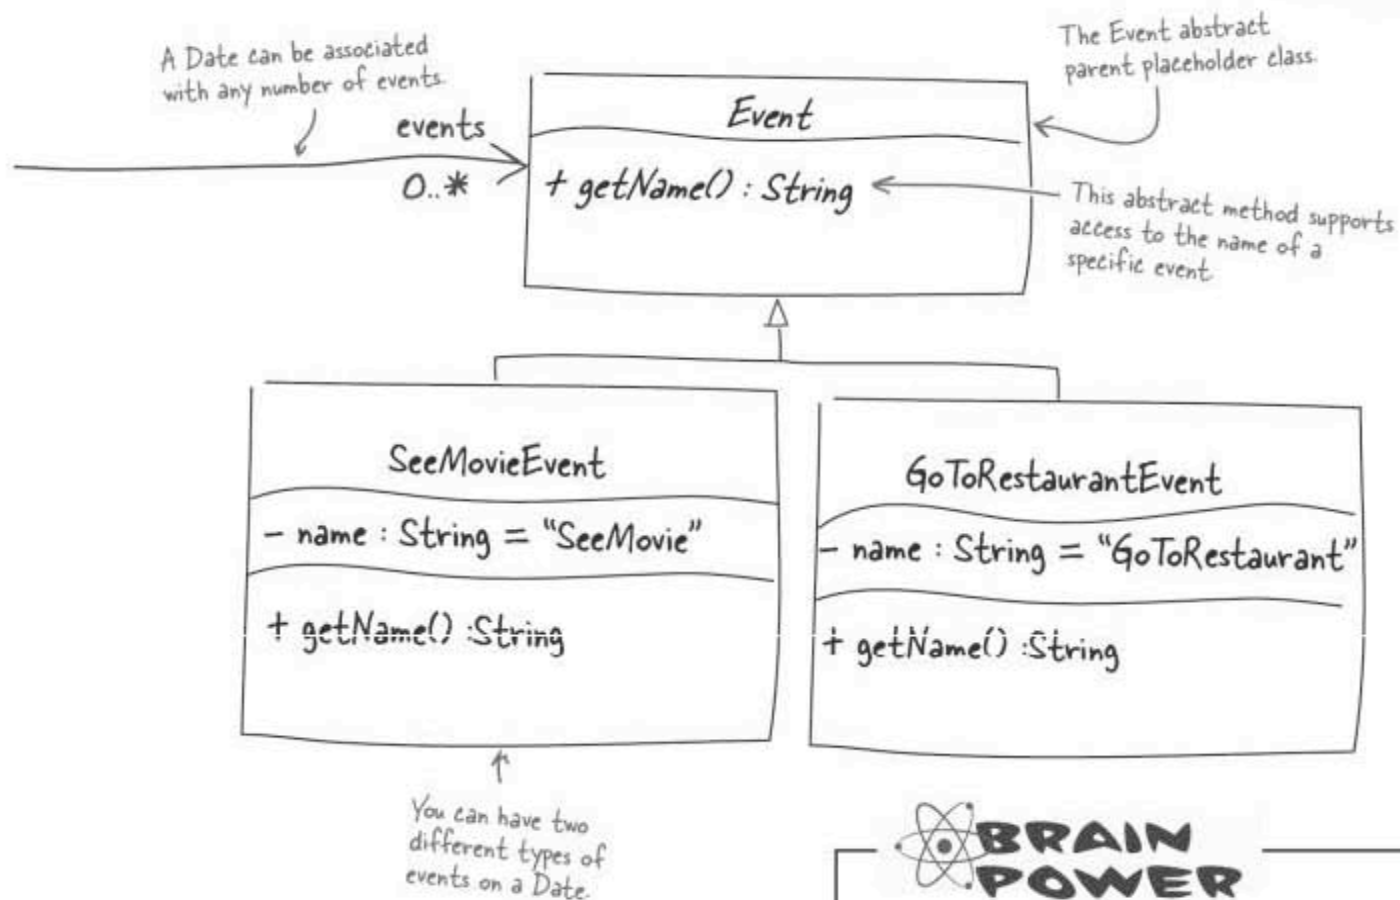 A Date can be associated
with any number of events.
The Event abstract
parent placeholder class.
events
0..*
Event
+ getName() : String
This abstract method supports
access to the name of a
specific event.
SeeMovieEvent
- name : String = "SeeMovie"
+ getName() :String
GoToRestaurantEvent
- name : String = "GoToRestaurant"
+ getName() :String
You can have two
different types of
events on a Date.
BRAIN
POWER